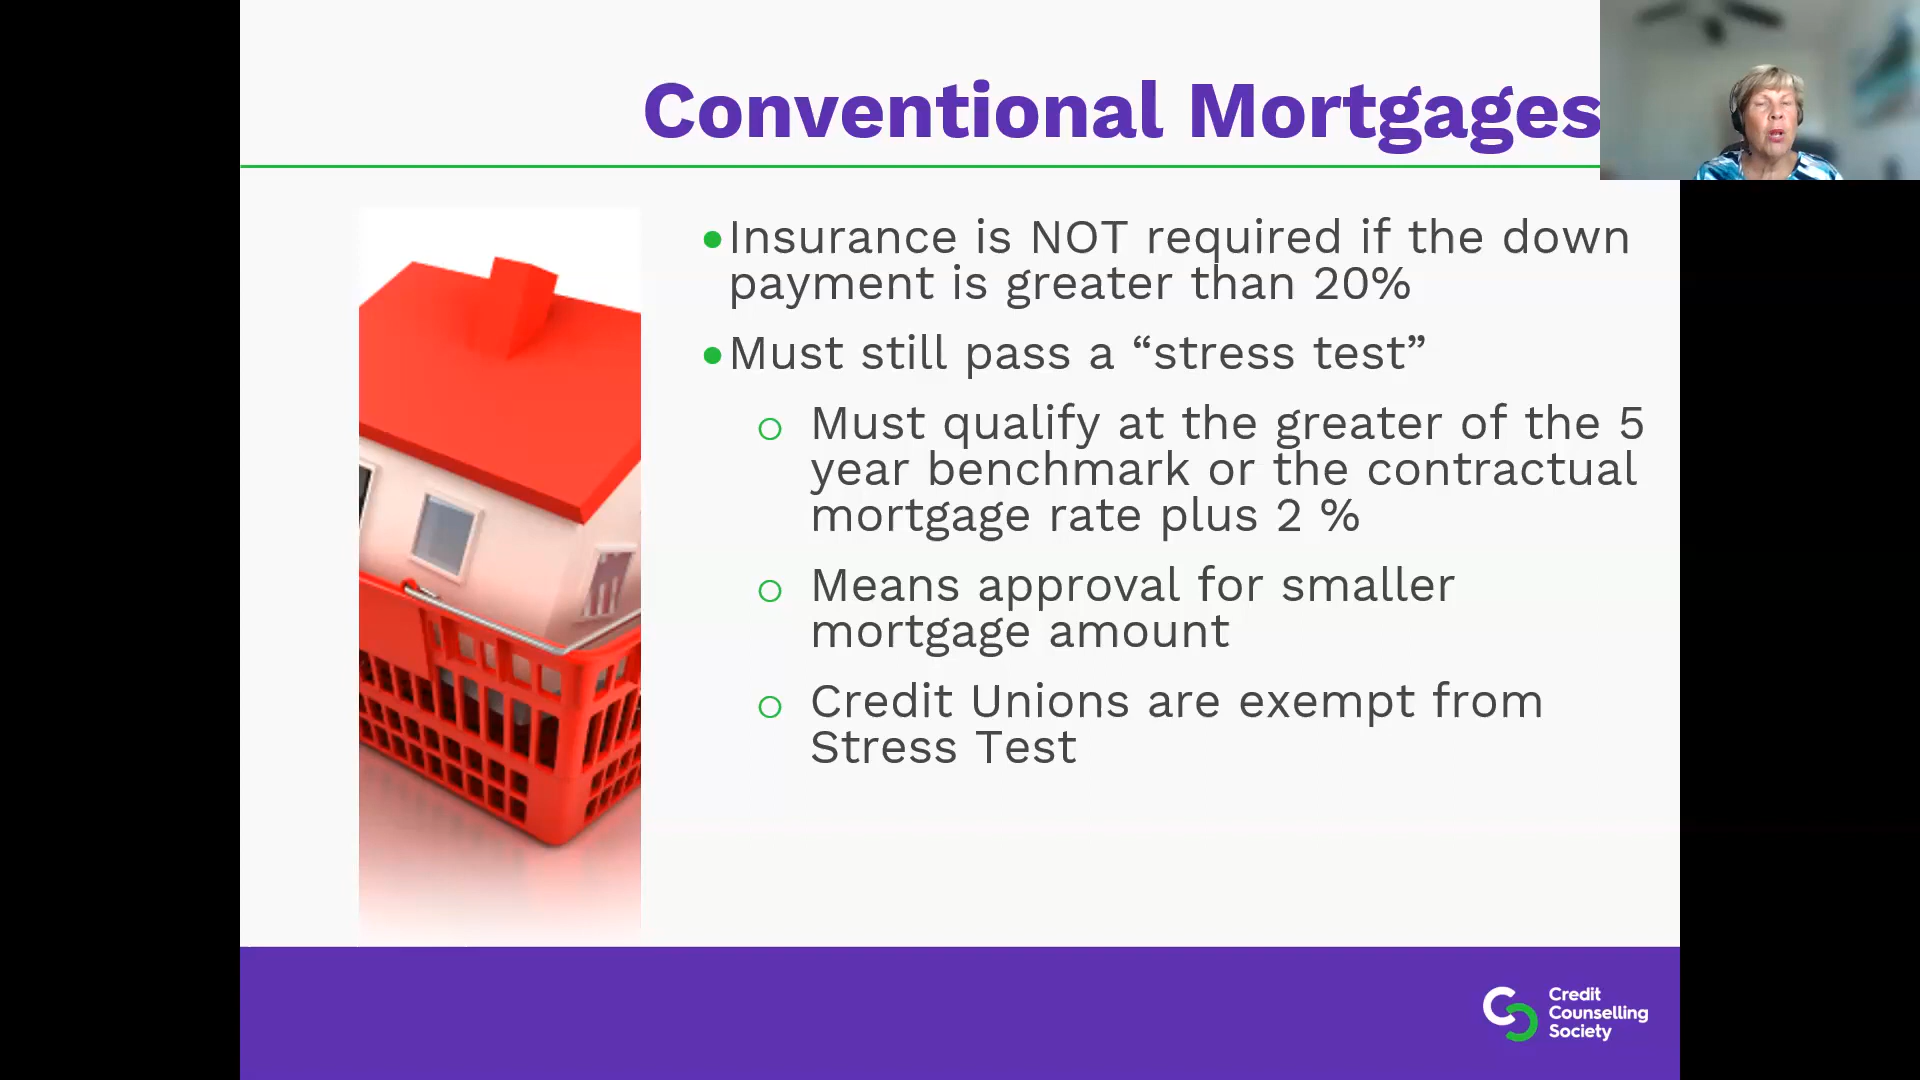 Conventional Mortgages
•Insurance is NOT required if the down
payment is greater than 20%
•Must still pass a “stress test”
o Must qualify at the greater of the 5
year benchmark or the contractual
mortgage rate plus 2 %
o Means approval for smaller
mortgage amount
o Credit Unions are exempt from
Stress Test
Credit
Counselling
Society